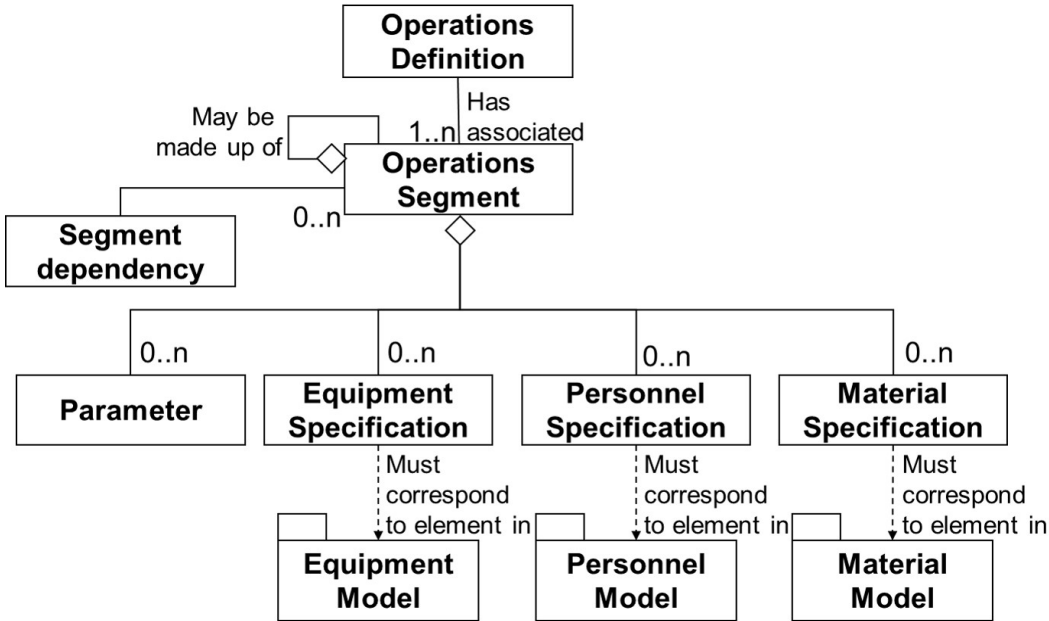 Operations
Definition
Has
associated
May be
made up of
1..n
Operations
Segment
0..n
Segment
dependency
0..n
0..n
0..n
0..n
Parameter
Equipment
Specification
Personnel
Specification
Material
Specification
Must
correspond
to element in
Must
correspond
to element in
Must
correspond
to element in
Equipment
Model
Personnel
Model
Material
Model